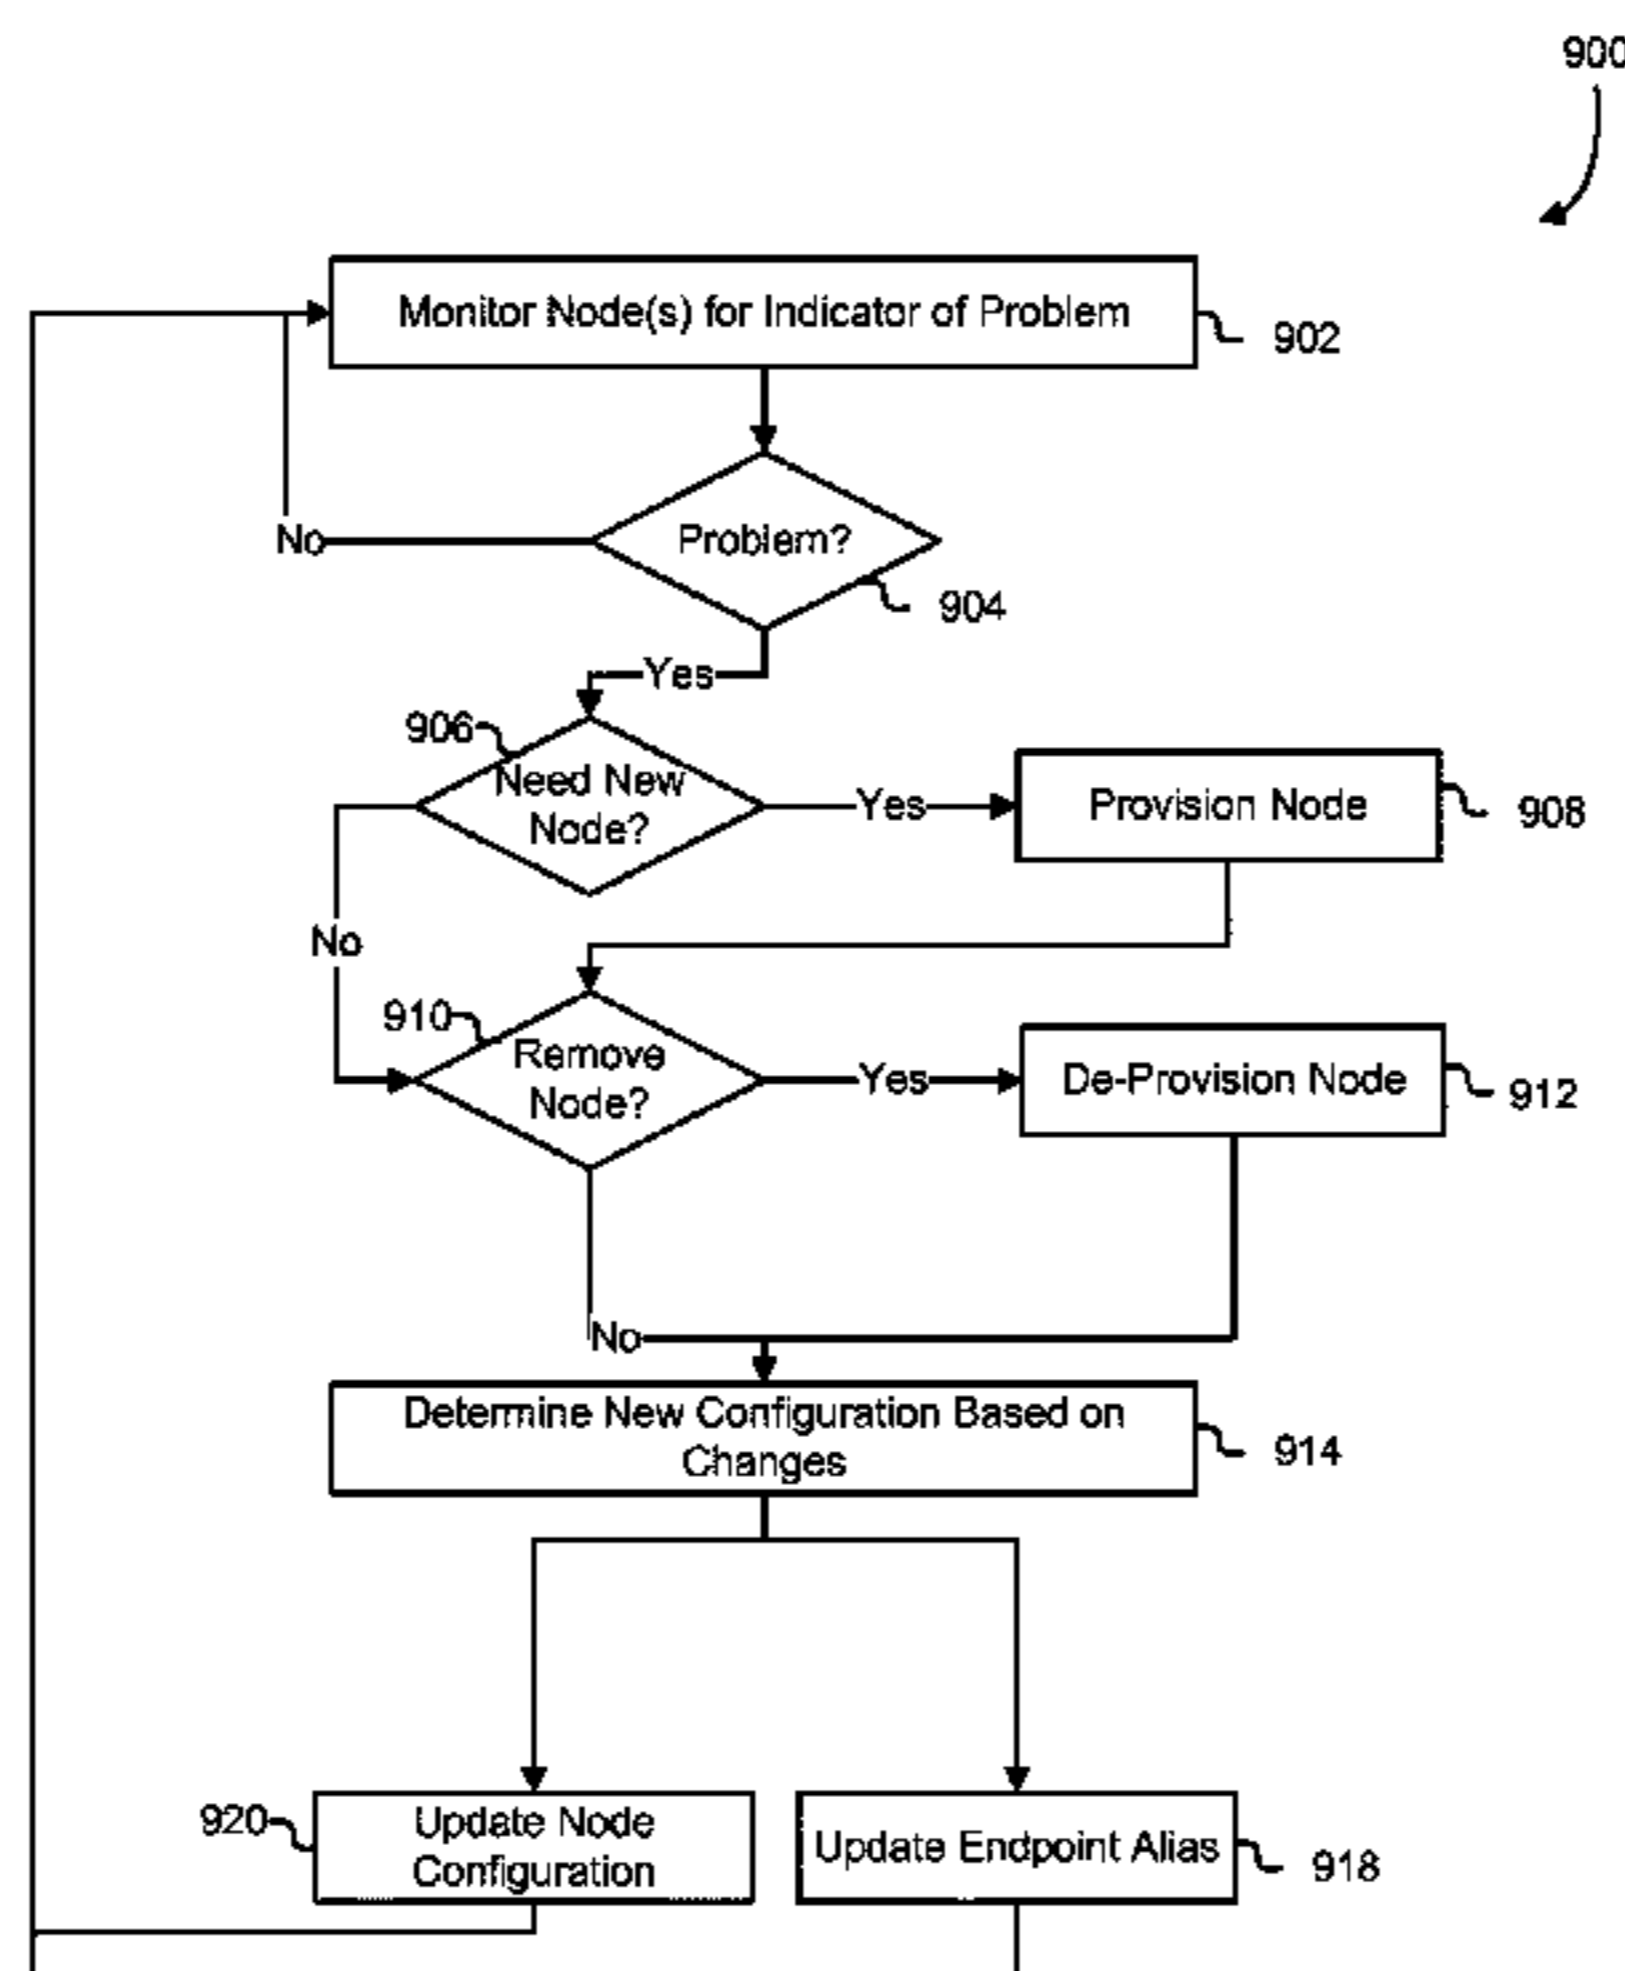 900
Monitor Node(s) for Indicator of Problem
902
Problem?
No
904
Yes
906
Need New
Node?
Yes
Provision Node
908
No
910
Remove
Node?
Yes
De-Provision Node
912
No
Determine New Configuration Based on
Changes
914
920
Update Node
Configuration
Update Endpoint Alias
918